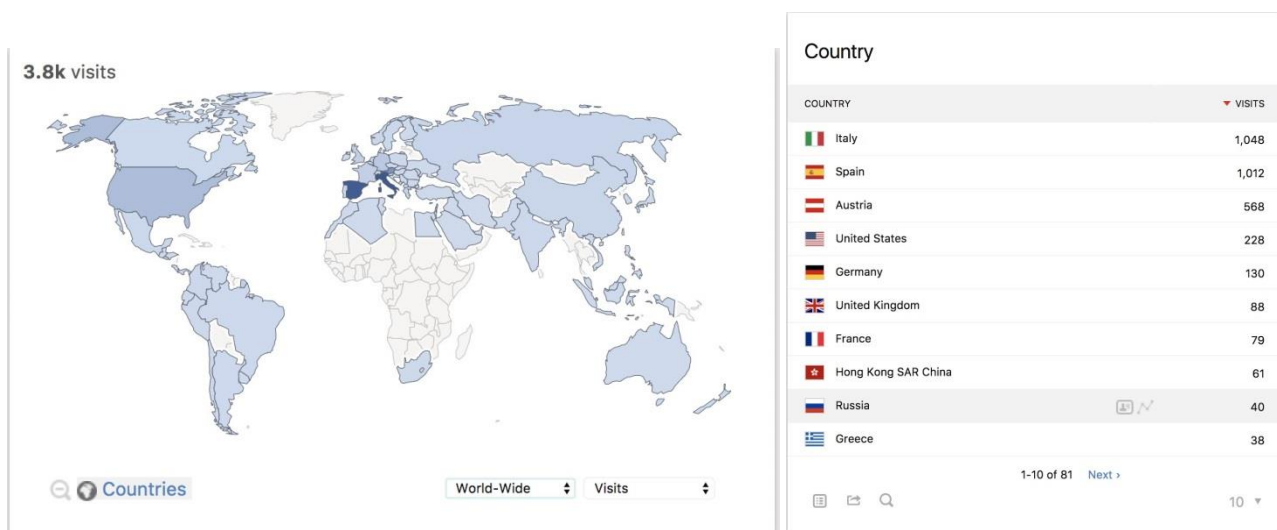 3.8k visits
Countries
World-Wide
Visits
Country
COUNTRY VISITS
Italy 1,048
Spain 1,012
Austria 568
United States 228
Germany 130
United Kingdom 88
France 79
Hong Kong SAR China 61
Russia 40
Greece 38
1-10 of 81 Next ›
10